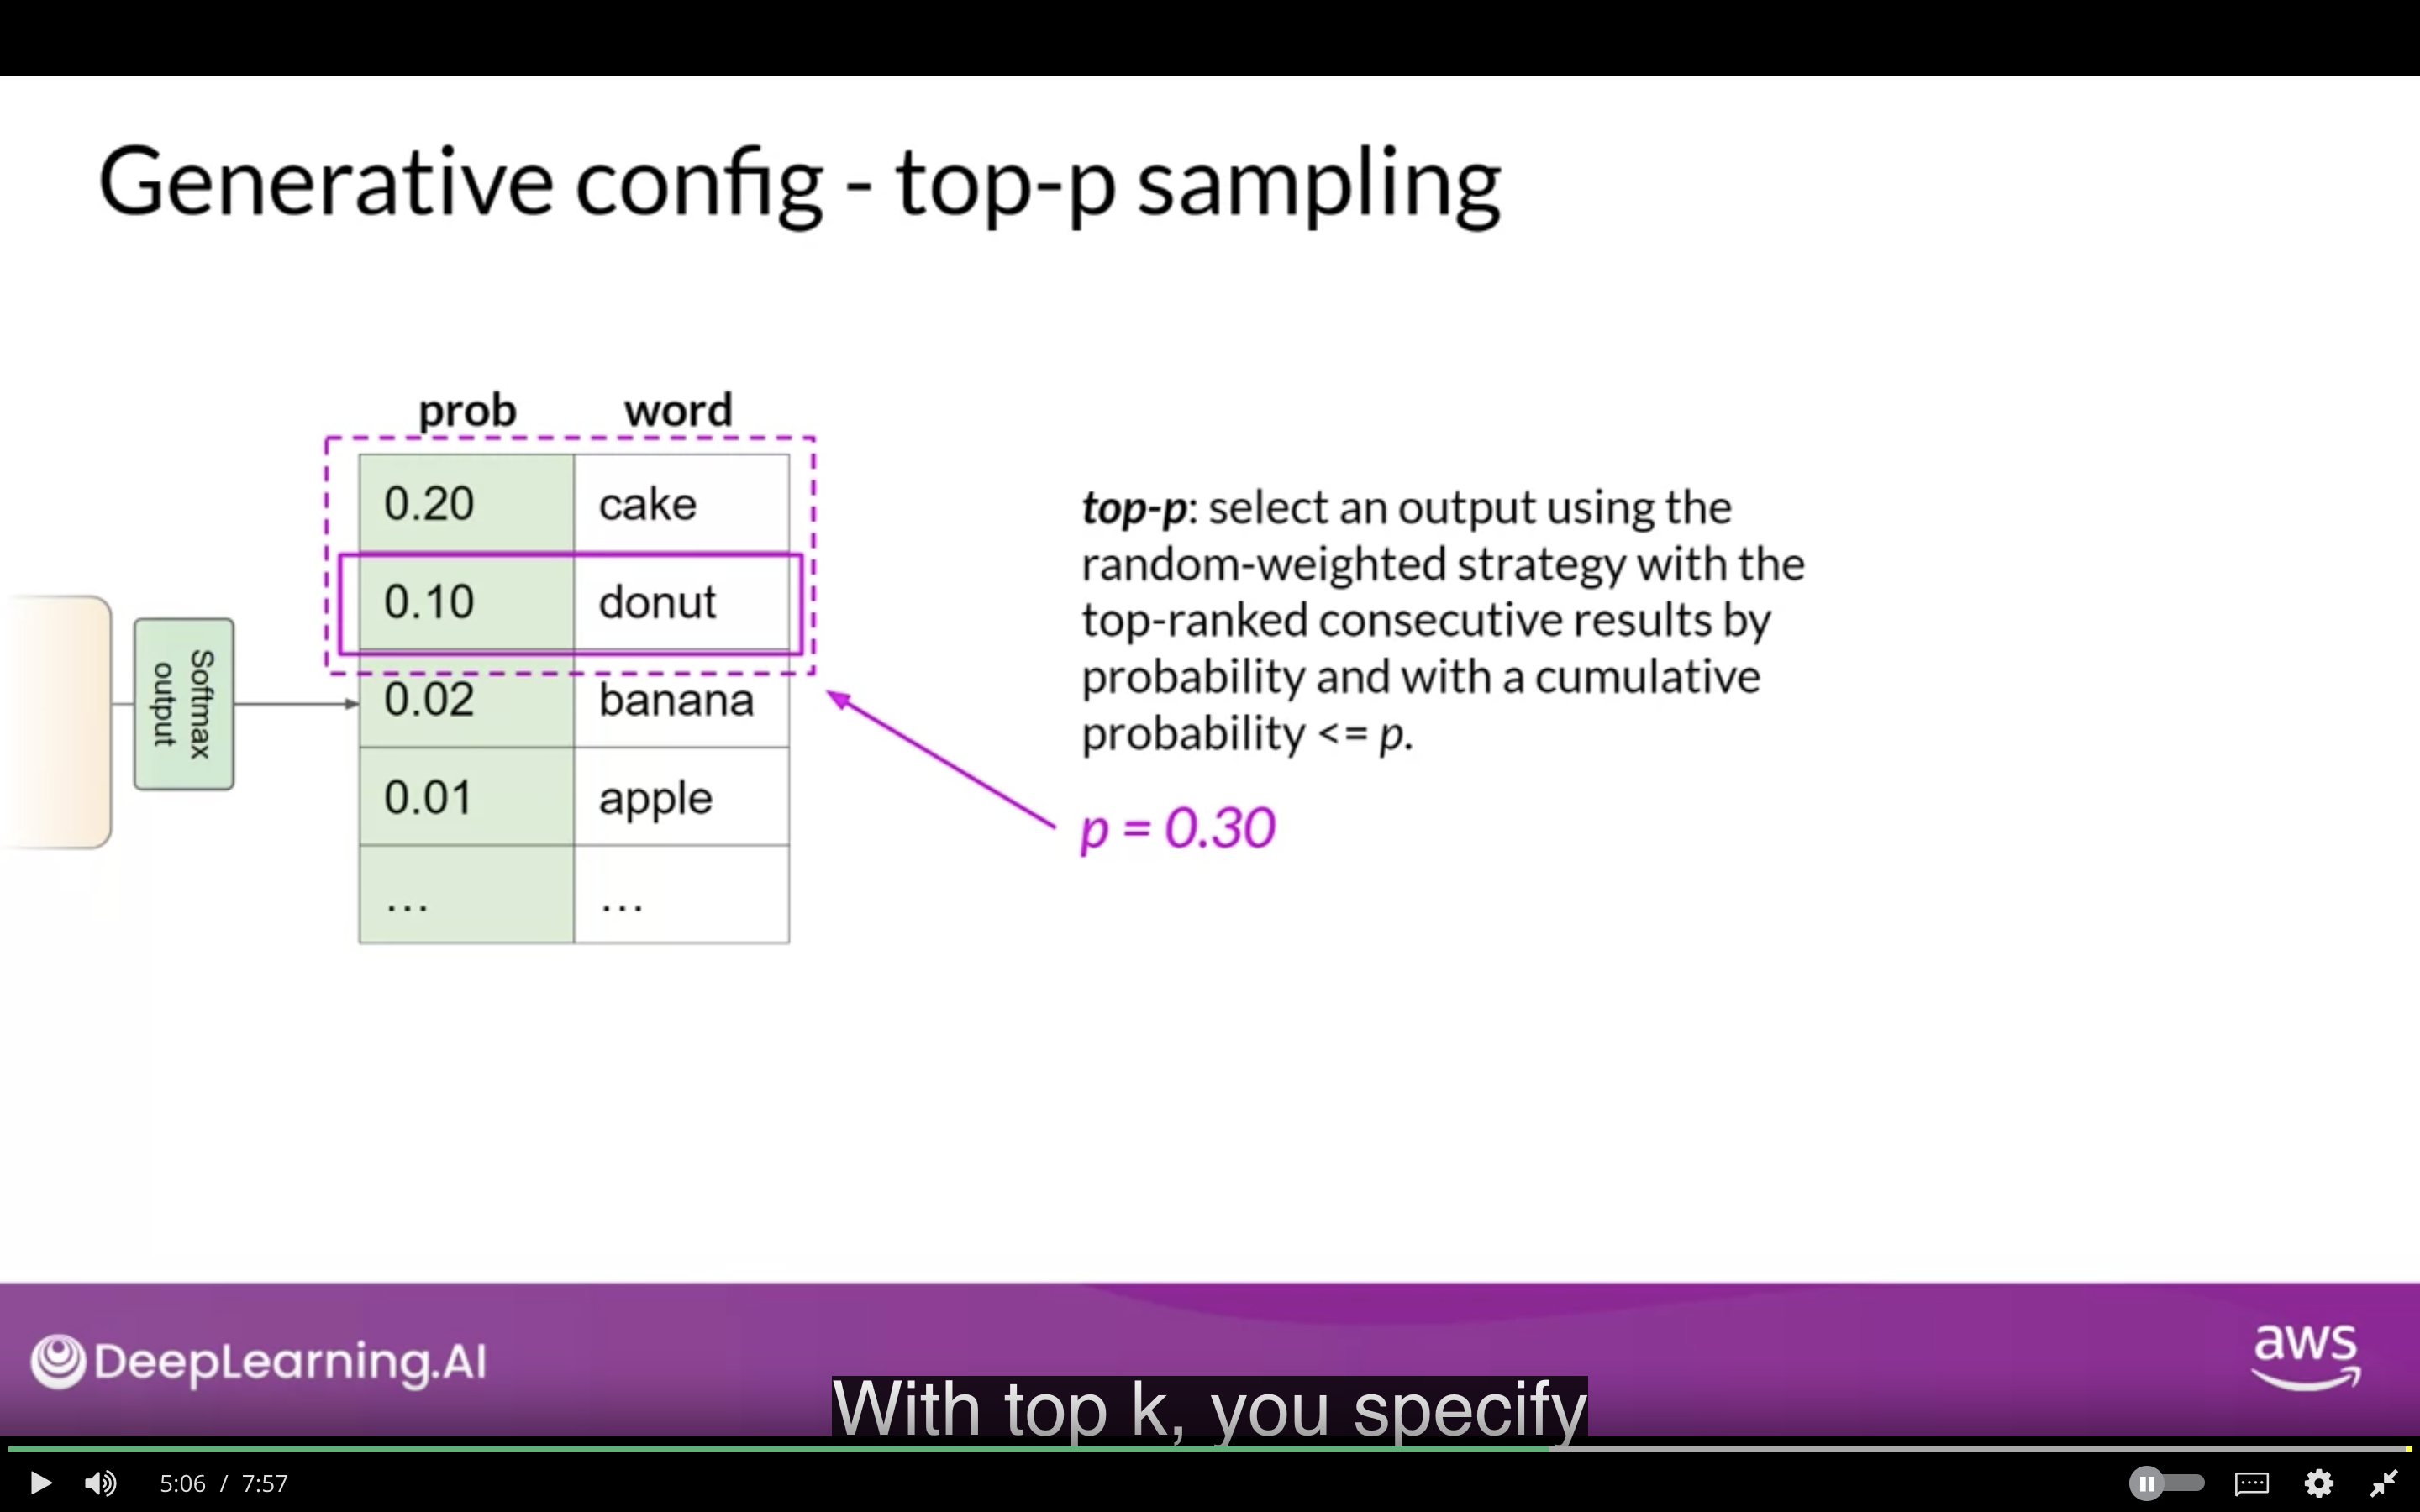 Generative config - top-p sampling
prob word
0.20 cake
0.10 donut
0.02 banana
0.01 apple
... ...
Softmax
output
top-p: select an output using the
random-weighted strategy with the
top-ranked consecutive results by
probability and with a cumulative
probability <= p.
p = 0.30
DeepLearning.AI
aws
With top k, you specify
5:06 / 7:57